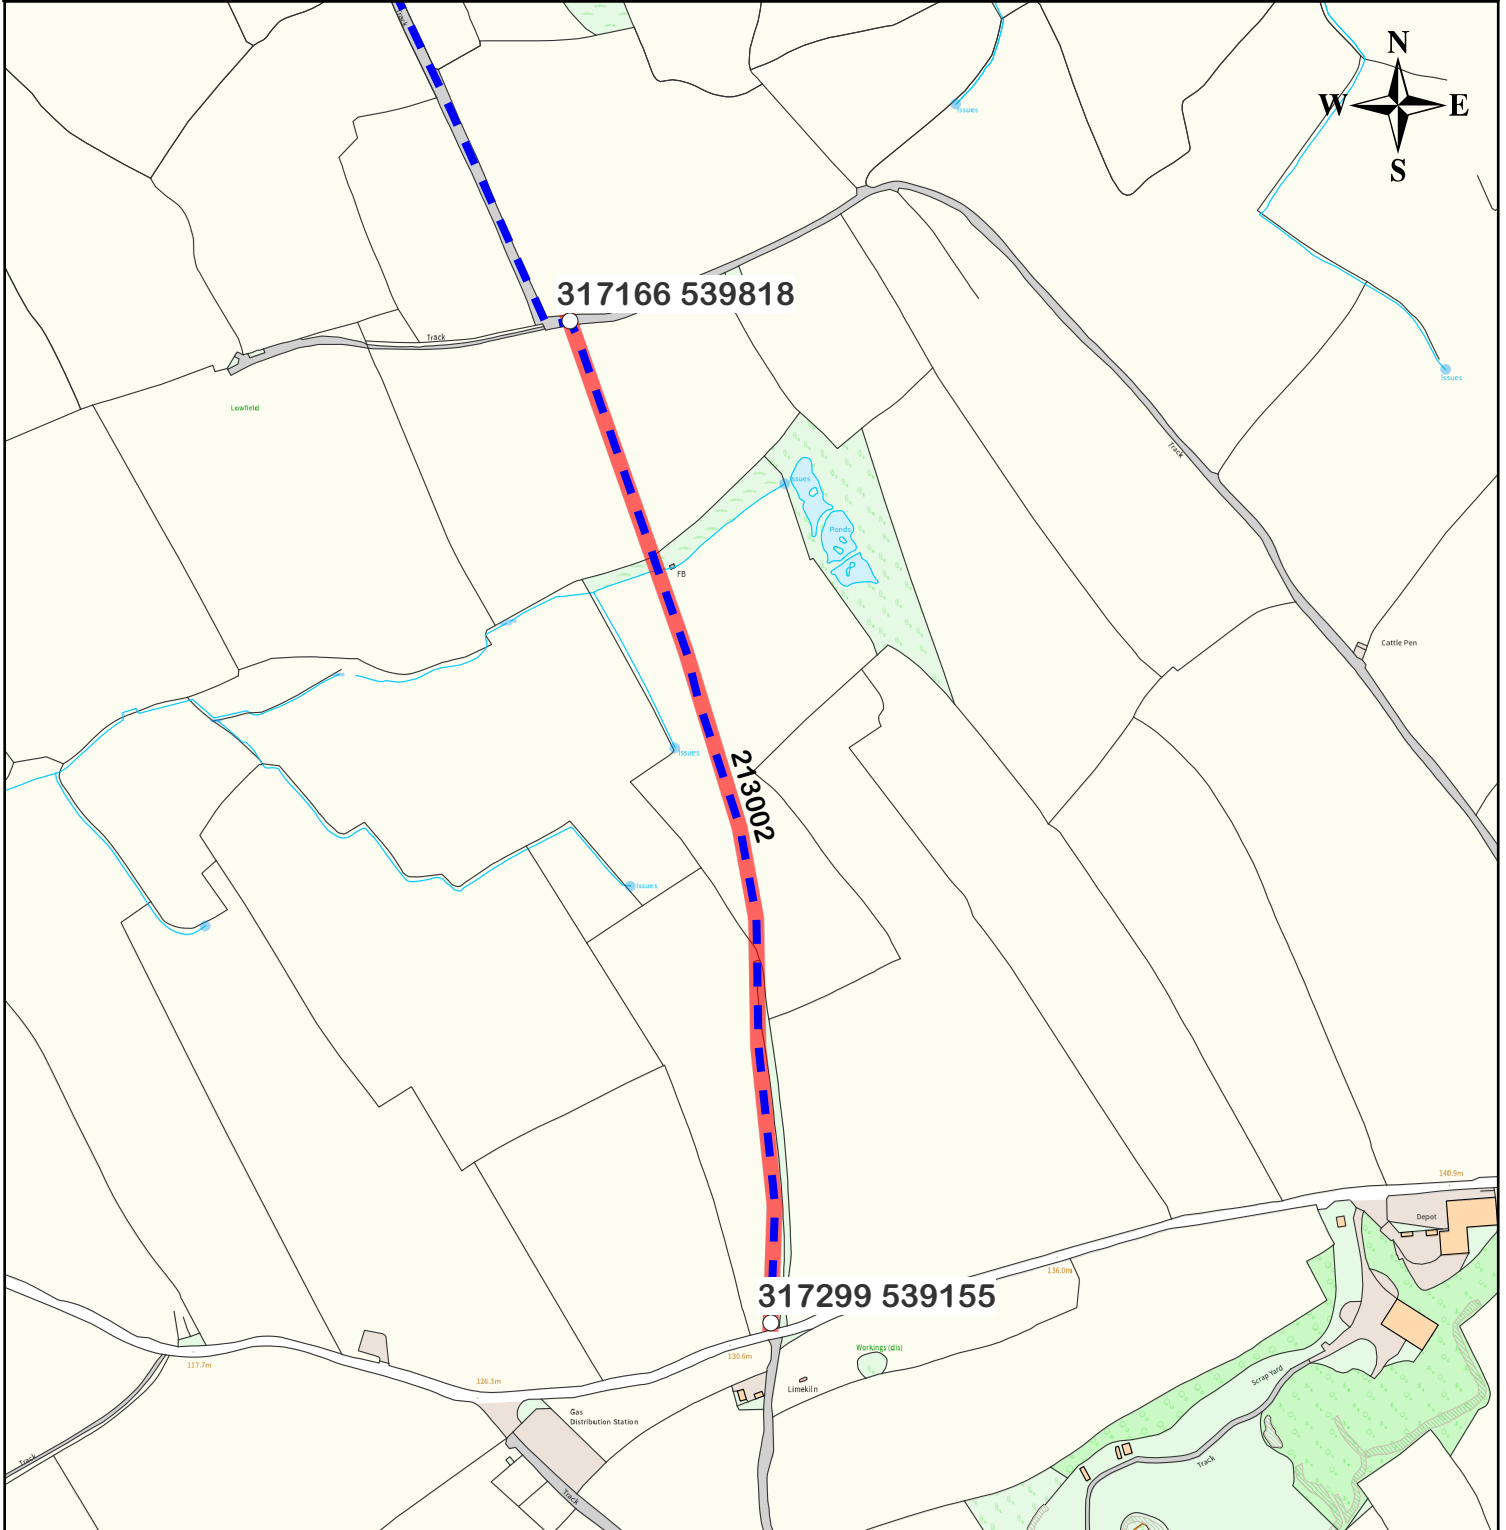 Track
N
W E
S
Issues
317166 539818
Track
Issues
Lowfield
Track
Issues
Ponds
FB
Cattle Pen
Issues
213002
Issues
140.9m
Depot
136.0m
317299 539155
117.7m
130.6m
Workings (dis)
126.3m
Limekiln
Scrap Yard
Gas
Distribution Station
Track
Track
Track